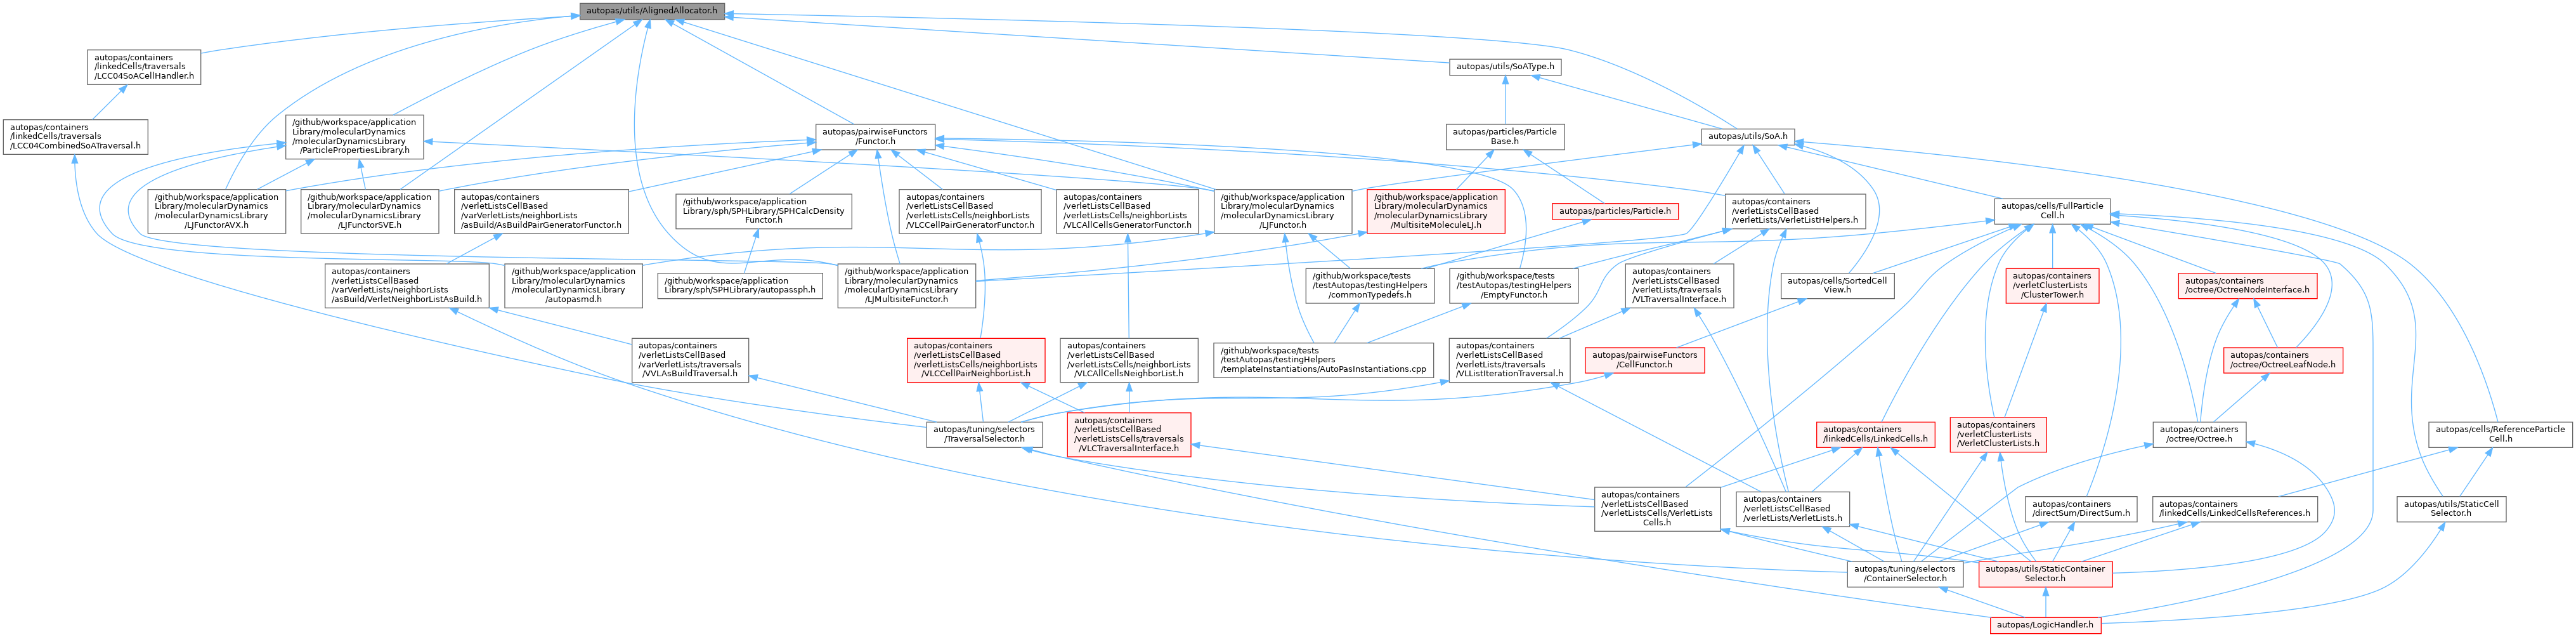 autopas/utils/AlignedAllocator.h
autopas/containers
/linkedCells/traversals
/LCC04SoACellHandler.h
autopas/utils/SoAType.h
autopas/containers
/linkedCells/traversals
/LCC04CombinedSoATraversal.h
/github/workspace/application
Library/molecularDynamics
/molecularDynamicsLibrary
/ParticlePropertiesLibrary.h
autopas/pairwiseFunctors
/Functor.h
autopas/particles/Particle
Base.h
autopas/utils/SoA.h
/github/workspace/application
Library/molecularDynamics
/molecularDynamicsLibrary
/LJFunctorAVX.h
/github/workspace/application
Library/molecularDynamics
/molecularDynamicsLibrary
/LJFunctorSVE.h
autopas/containers
/verletListsCellBased
/varVerletLists/neighborLists
/asBuild/AsBuildPairGeneratorFunctor.h
/github/workspace/application
Library/sph/SPHLibrary/SPHCalcDensity
Functor.h
autopas/containers
/verletListsCellBased
/verletListsCells/neighborLists
/VLCCellPairGeneratorFunctor.h
autopas/containers
/verletListsCellBased
/verletListsCells/neighborLists
/VLCAllCellsGeneratorFunctor.h
/github/workspace/application
Library/molecularDynamics
/molecularDynamicsLibrary
/LJFunctor.h
/github/workspace/application
Library/molecularDynamics
/molecularDynamicsLibrary
/MultisiteMoleculeLJ.h
autopas/particles/Particle.h
autopas/containers
/verletListsCellBased
/verletLists/VerletListHelpers.h
autopas/cells/FullParticle
Cell.h
autopas/containers
/verletListsCellBased
/varVerletLists/neighborLists
/asBuild/VerletNeighborListAsBuild.h
/github/workspace/application
Library/molecularDynamics
/molecularDynamicsLibrary
/autopasmd.h
/github/workspace/application
Library/sph/SPHLibrary/autopassph.h
/github/workspace/application
Library/molecularDynamics
/molecularDynamicsLibrary
/LJMultisiteFunctor.h
/github/workspace/tests
/testAutopas/testingHelpers
/commonTypedefs.h
/github/workspace/tests
/testAutopas/testingHelpers
/EmptyFunctor.h
autopas/containers
/verletListsCellBased
/verletLists/traversals
/VLTraversalInterface.h
autopas/cells/SortedCell
View.h
autopas/containers
/verletClusterLists
/ClusterTower.h
autopas/containers
/octree/OctreeNodeInterface.h
autopas/containers
/verletListsCellBased
/varVerletLists/traversals
/VVLAsBuildTraversal.h
autopas/containers
/verletListsCellBased
/verletListsCells/neighborLists
/VLCCellPairNeighborList.h
autopas/containers
/verletListsCellBased
/verletListsCells/neighborLists
/VLCAllCellsNeighborList.h
/github/workspace/tests
/testAutopas/testingHelpers
/templateInstantiations/AutoPasInstantiations.cpp
autopas/containers
/verletListsCellBased
/verletLists/traversals
/VLListIterationTraversal.h
autopas/pairwiseFunctors
/CellFunctor.h
autopas/containers
/octree/OctreeLeafNode.h
autopas/tuning/selectors
/TraversalSelector.h
autopas/containers
/verletListsCellBased
/verletListsCells/traversals
/VLCTraversalInterface.h
autopas/containers
/linkedCells/LinkedCells.h
autopas/containers
/verletClusterLists
/VerletClusterLists.h
autopas/containers
/octree/Octree.h
autopas/cells/ReferenceParticle
Cell.h
autopas/containers
/verletListsCellBased
/verletListsCells/VerletLists
Cells.h
autopas/containers
/verletListsCellBased
/verletLists/VerletLists.h
autopas/containers
/directSum/DirectSum.h
autopas/containers
/linkedCells/LinkedCellsReferences.h
autopas/utils/StaticCell
Selector.h
autopas/tuning/selectors
/ContainerSelector.h
autopas/utils/StaticContainer
Selector.h
autopas/LogicHandler.h